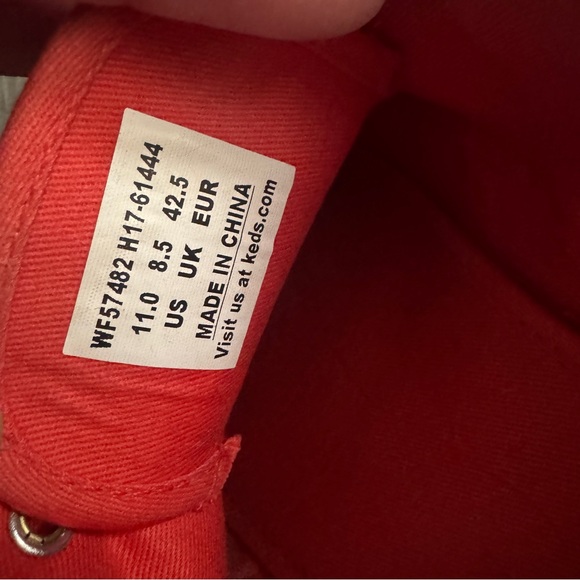 WF57482 H17-61444
11.0 8.5 42.5
US UK EUR
MADE IN CHINA
Visit us at keds.com